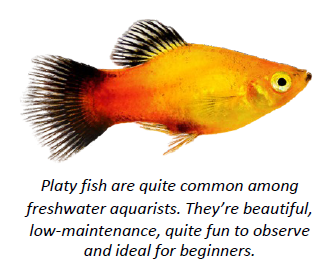 Platy fish are quite common among
freshwater aquarists. They’re beautiful,
low-maintenance, quite fun to observe
and ideal for beginners.